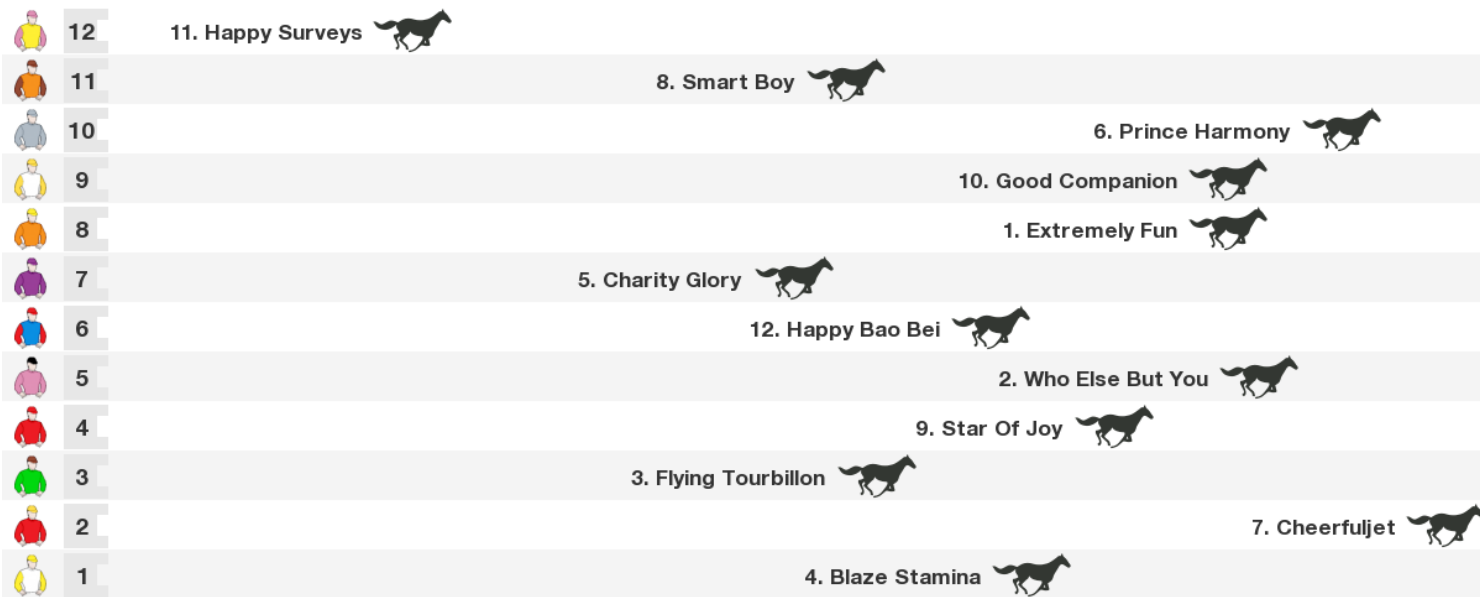 12 11. Happy Surveys
11 8. Smart Boy
10 6. Prince Harmony
9 10. Good Companion
8 1. Extremely Fun
7 5. Charity Glory
6 12. Happy Bao Bei
5 2. Who Else But You
4 9. Star Of Joy
3 3. Flying Tourbillon
2 7. Cheerfuljet
1 4. Blaze Stamina